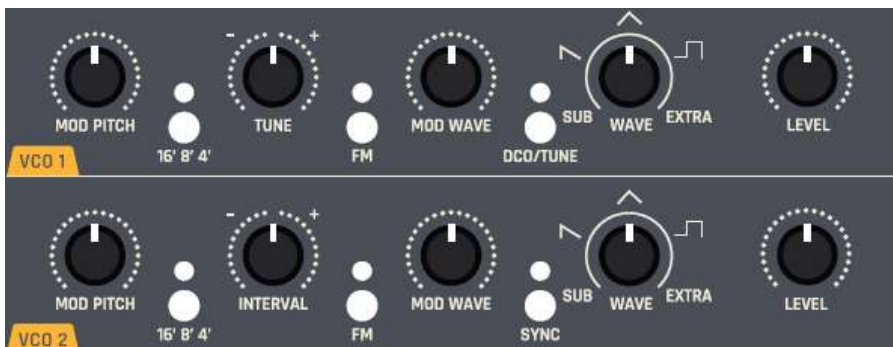 - +
SUB WAVE EXTRA
MOD PITCH TUNE MOD WAVE LEVEL
16' 8' 4' FM DCO/TUNE
VCO 1
- +
SUB WAVE EXTRA
MOD PITCH INTERVAL MOD WAVE LEVEL
16' 8' 4' FM SYNC
VCO 2